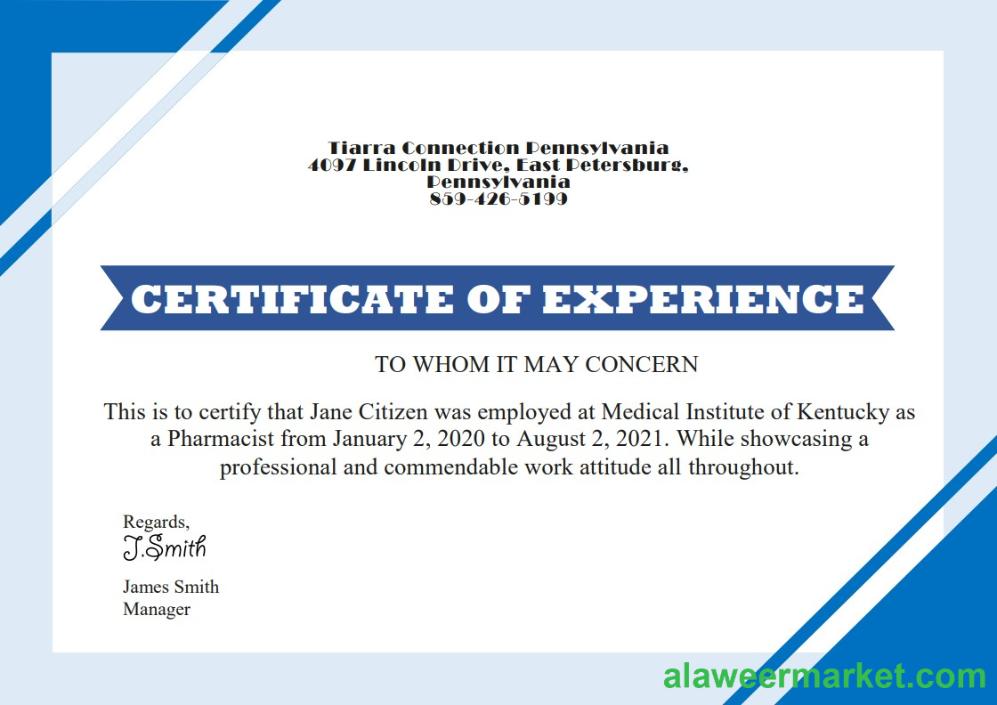 Tiarra Connection Pennsylvania
4097 Lincoln Drive, East Petersburg,
Pennsylvania
859-426-5199
CERTIFICATE OF EXPERIENCE
TO WHOM IT MAY CONCERN
This is to certify that Jane Citizen was employed at Medical Institute of Kentucky as
a Pharmacist from January 2, 2020 to August 2, 2021. While showcasing a
professional and commendable work attitude all throughout.
Regards,
J.Smith
James Smith
Manager
alaweermarket.com